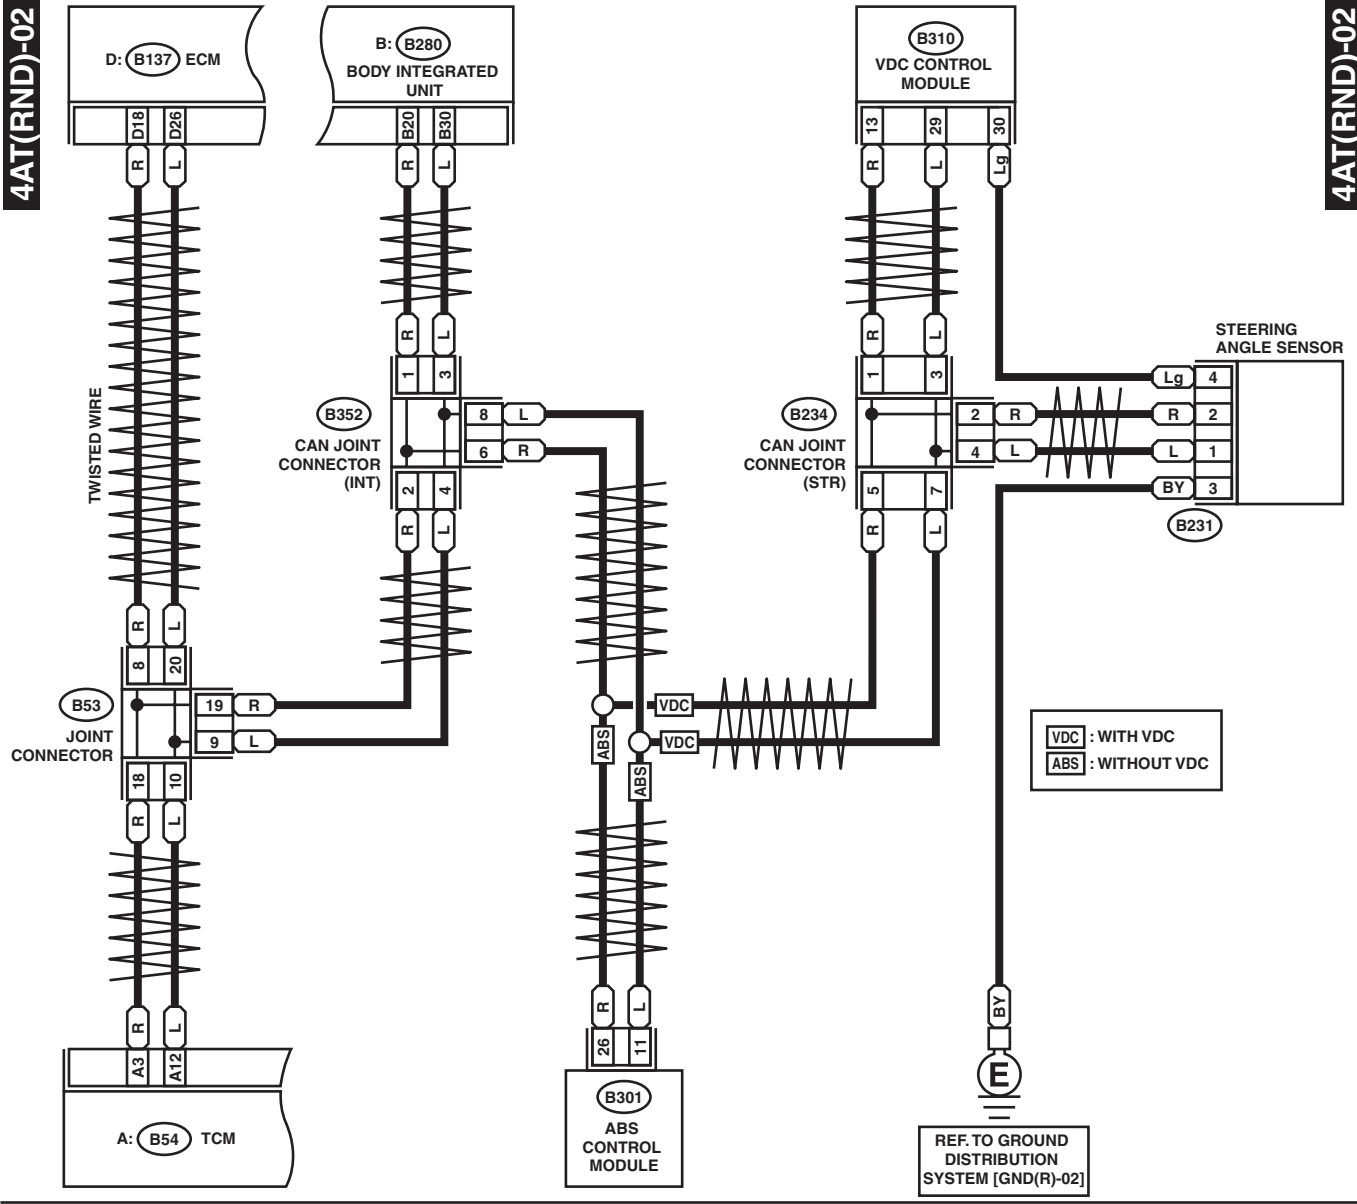 4AT(RND)-02
4AT(RND)-02
D: B137 ECM
D18 D26
R L
B: B280
BODY INTEGRATED
UNIT
B20 B30
R L
B310
VDC CONTROL
MODULE
13 29 30
R L Lg
TWISTED WIRE
R L
1 3
B352
CAN JOINT
CONNECTOR
(INT)
8 L
6 R
2 4
R L
R L
1 3
B234
CAN JOINT
CONNECTOR
(STR)
2 R
4 L
5 7
R L
STEERING
ANGLE SENSOR
Lg 4
R 2
L 1
BY 3
B231
R L
8 20
B53
JOINT
CONNECTOR
19 R
9 L
18 10
R L
VDC
VDC
ABS
ABS
VDC : WITH VDC
ABS : WITHOUT VDC
R L
A3 A12
A: B54 TCM
R L
26 11
B301
ABS
CONTROL
MODULE
BY
E
REF. TO GROUND
DISTRIBUTION
SYSTEM [GND(R)-02]